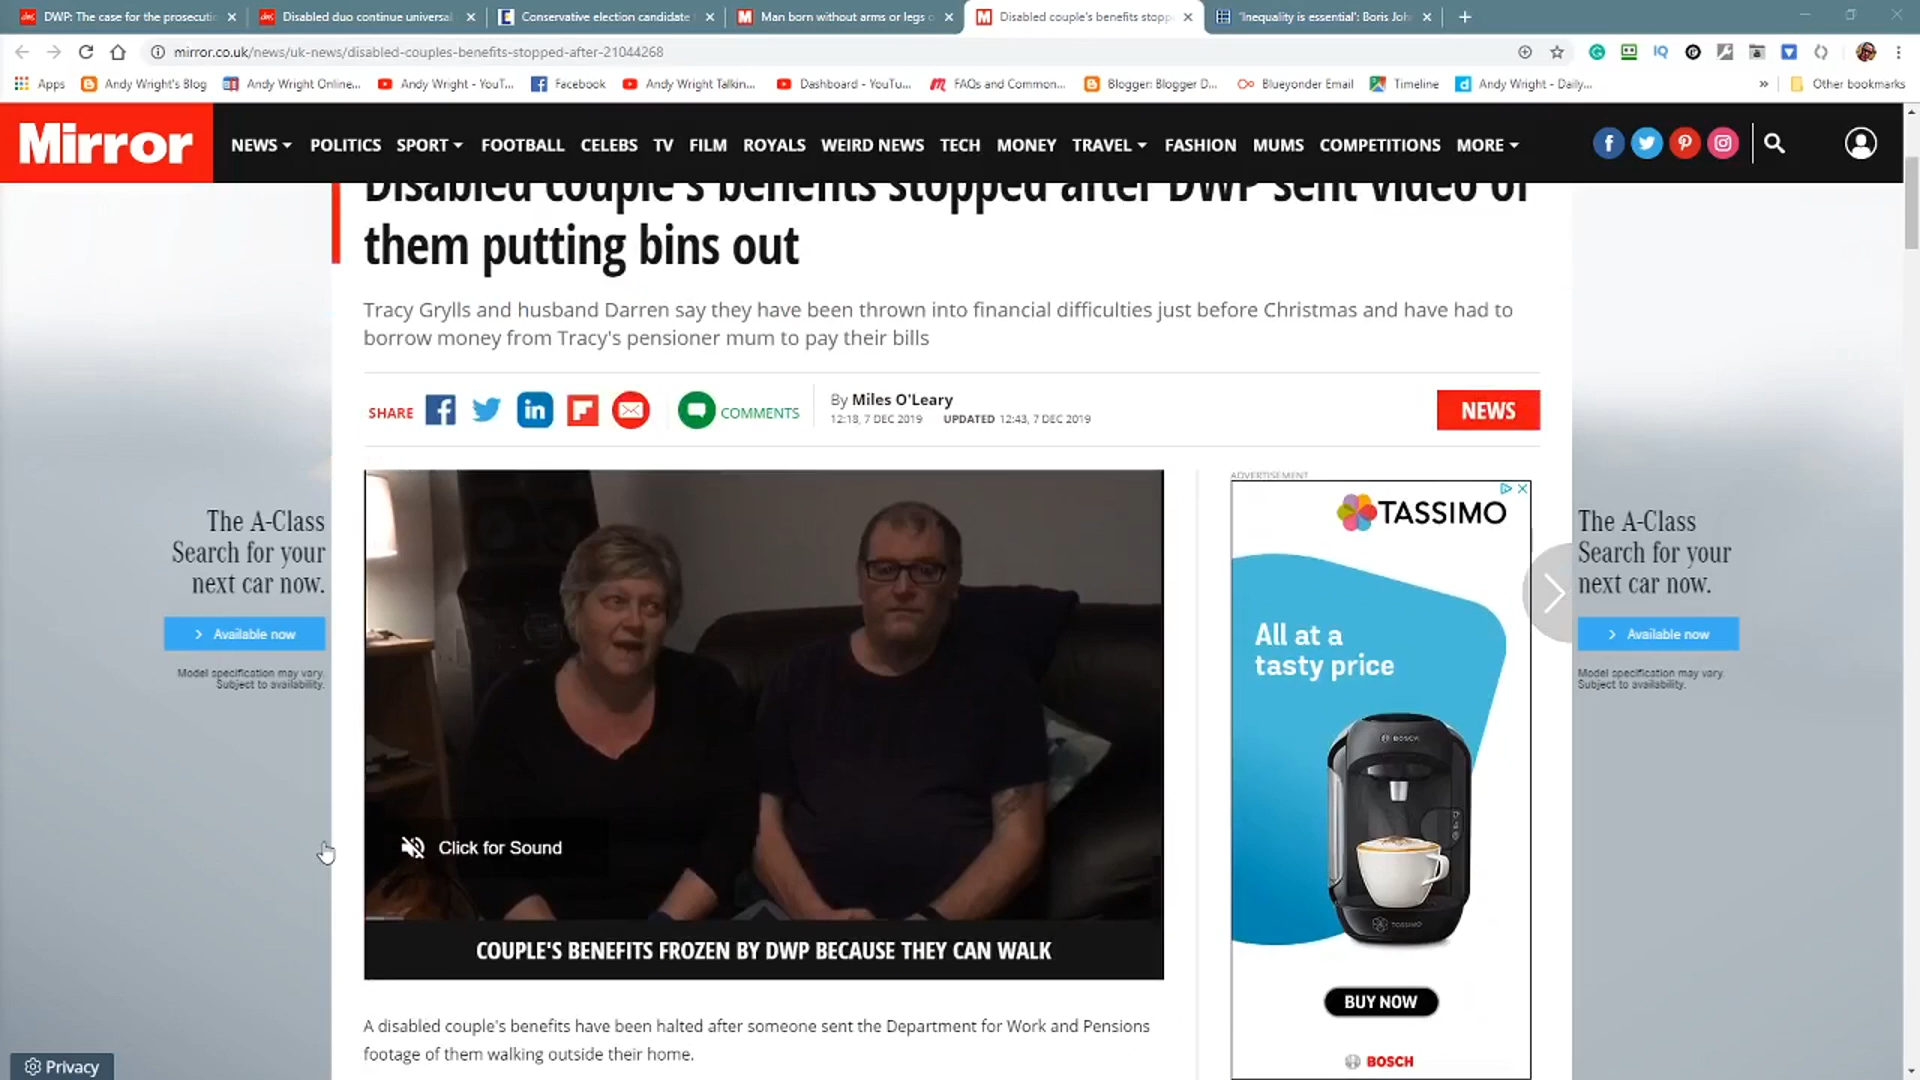 DWP: The case for the prosecuti
Disabled duo continue universal
Conservative election candidate
Man born without arms or legs
Disabled couple's benefits stopp
'Inequality is essential': Boris Joh
mirror.co.uk/news/uk-news/disabled-couples-benefits-stopped-after-21044268
Apps
Andy Wright's Blog
Andy Wright Online...
Andy Wright - YouT...
Facebook
Andy Wright Talkin...
Dashboard - YouTu...
FAQs and Common...
Blogger: Blogger D...
Blueyonder Email
Timeline
Andy Wright - Daily...
Other bookmarks
Mirror
NEWS POLITICS SPORT FOOTBALL CELEBS TV FILM ROYALS WEIRD NEWS TECH MONEY TRAVEL FASHION MUMS COMPETITIONS MORE
Disabled couple's benefits stopped after DWP sent video of
them putting bins out
Tracy Grylls and husband Darren say they have been thrown into financial difficulties just before Christmas and have had to
borrow money from Tracy's pensioner mum to pay their bills
SHARE
COMMENTS
By Miles O'Leary
12:18, 7 DEC 2019 UPDATED 12:43, 7 DEC 2019
NEWS
Click for Sound
COUPLE'S BENEFITS FROZEN BY DWP BECAUSE THEY CAN WALK
A disabled couple's benefits have been halted after someone sent the Department for Work and Pensions
footage of them walking outside their home.
The A-Class
Search for your
next car now.
Available now
Model specification may vary.
Subject to availability.
ADVERTISEMENT
TASSIMO
All at a
tasty price
BOSCH
TASSIMO
BUY NOW
BOSCH
The A-Class
Search for your
next car now.
Available now
Model specification may vary.
Subject to availability.
Privacy